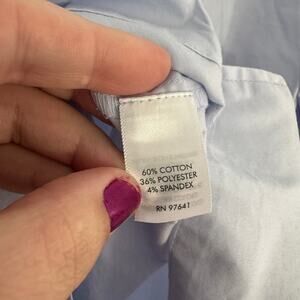 60% COTTON
36% POLYESTER
4% SPANDEX
RN 97641